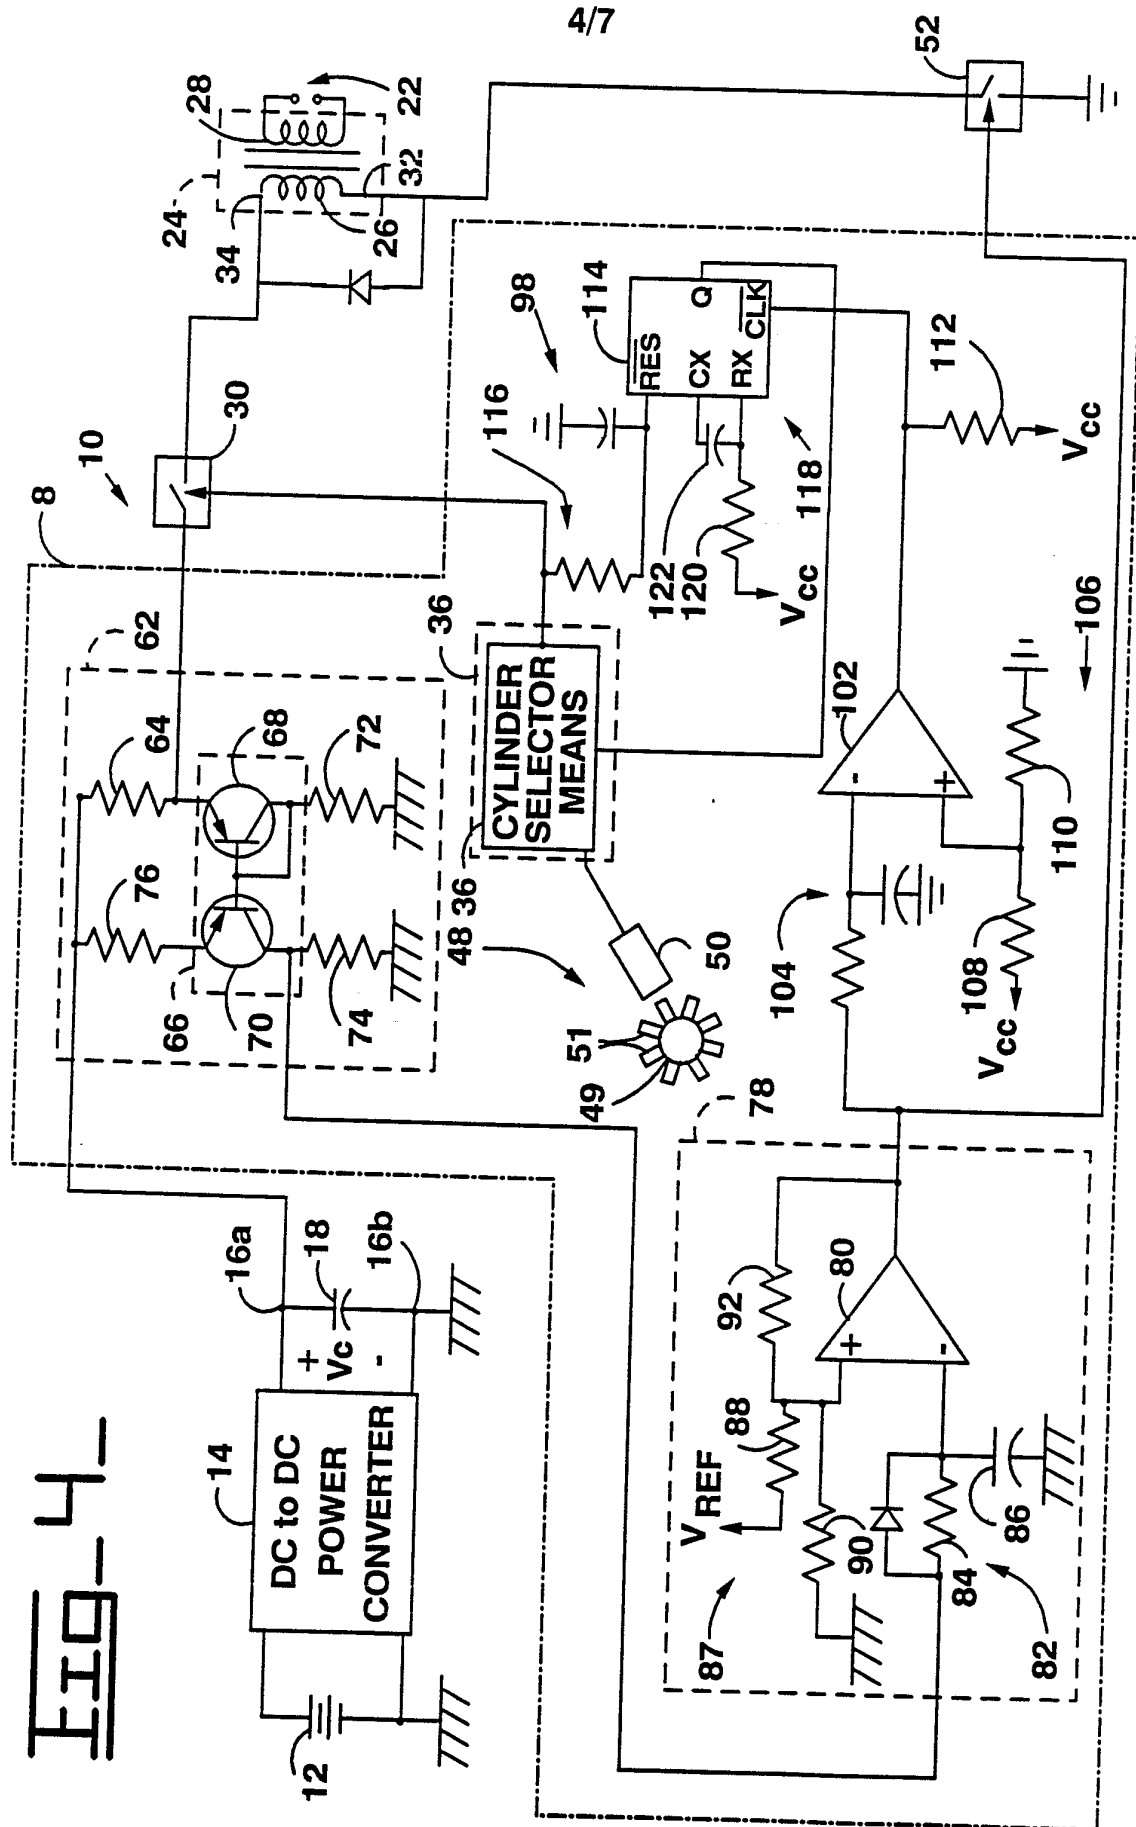 4/7
FIG_4_
12
14
DC to DC
POWER
CONVERTER
+
Vc
-
16a
18
16b
8
10
62
76
64
66
68
70
72
74
30
24
34
26
28
22
32
52
36
36
CYLINDER
SELECTOR
MEANS
48
50
51
49
116
98
114
RES
CX
RX
Q
CLK
122
120
118
Vcc
112
Vcc
102
-
+
104
106
108
110
Vcc
78
92
80
+
-
88
VREF
87
90
84
86
82